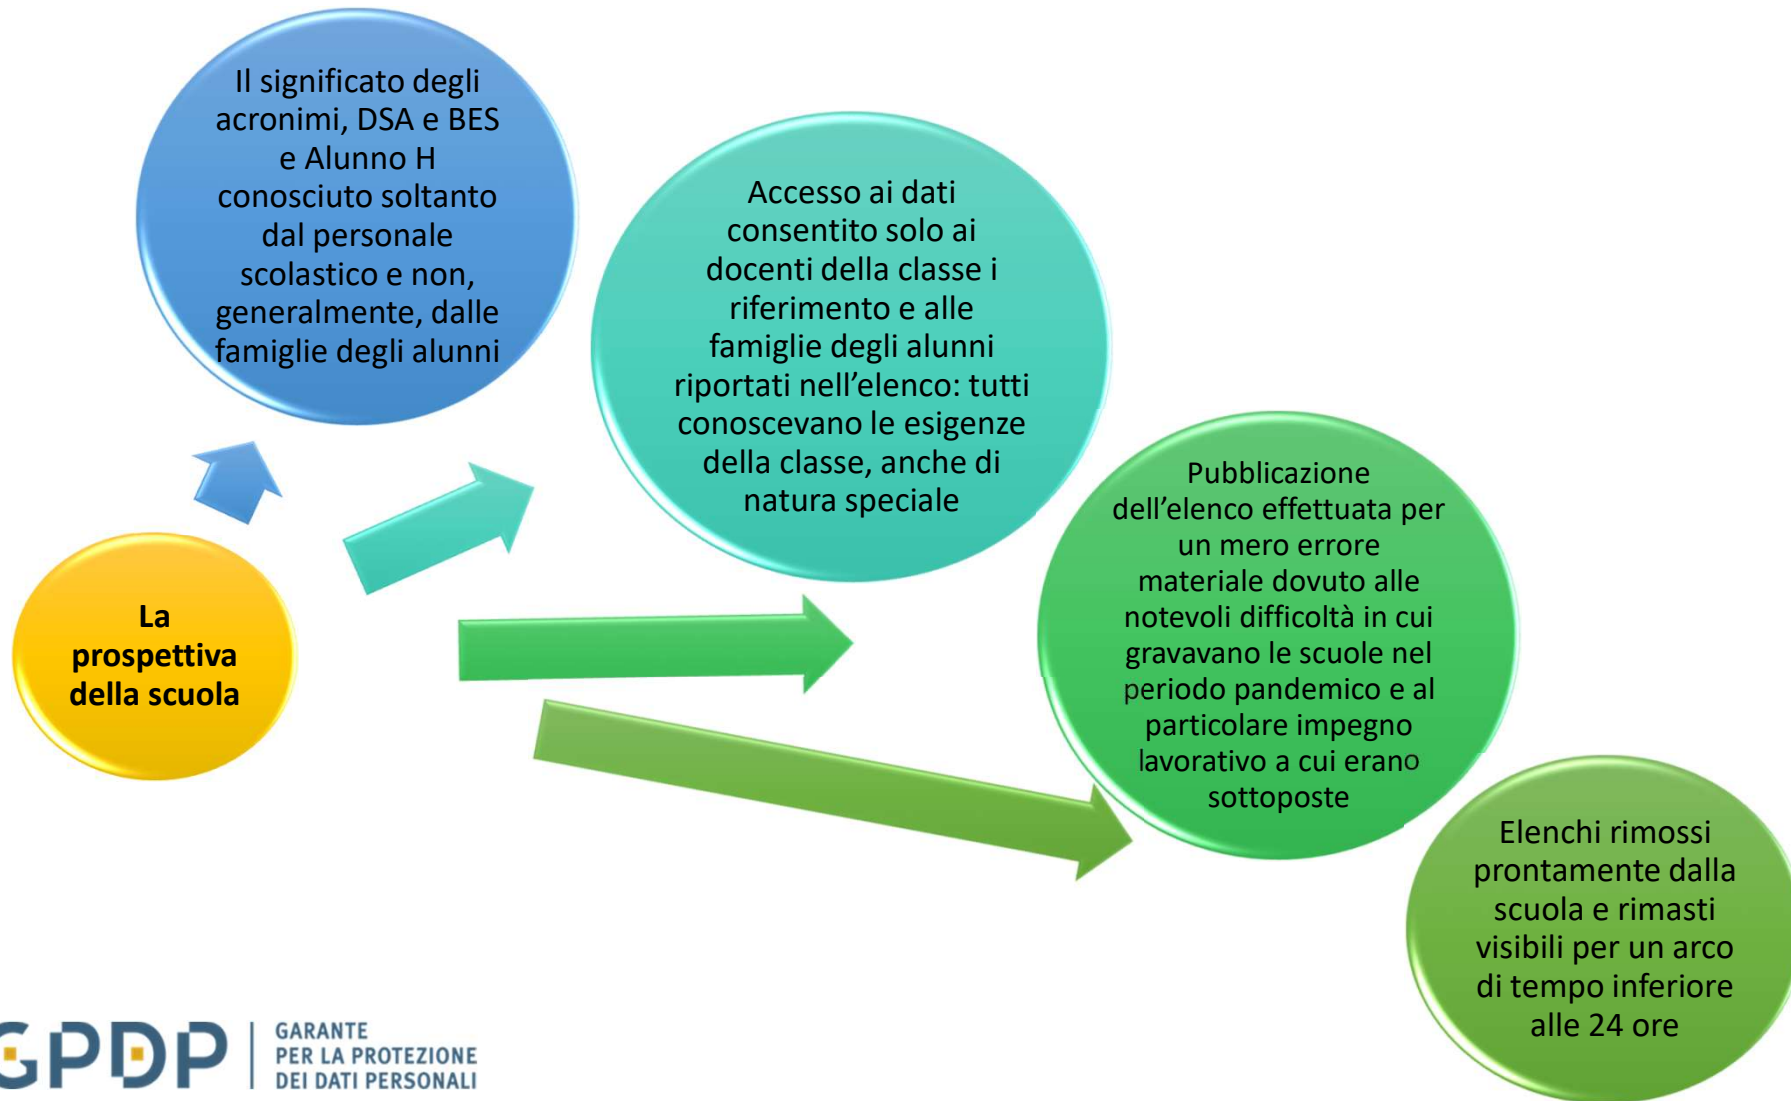 Il significato degli
acronimi, DSA e BES
e Alunno H
conosciuto soltanto
dal personale
scolastico e non,
generalmente, dalle
famiglie degli alunni
Accesso ai dati
consentito solo ai
docenti della classe i
riferimento e alle
famiglie degli alunni
riportati nell’elenco: tutti
conoscevano le esigenze
della classe, anche di
natura speciale
Pubblicazione
dell’elenco effettuata per
un mero errore
materiale dovuto alle
notevoli difficoltà in cui
gravavano le scuole nel
periodo pandemico e al
particolare impegno
lavorativo a cui erano
sottoposte
Elenchi rimossi
prontamente dalla
scuola e rimasti
visibili per un arco
di tempo inferiore
alle 24 ore
La
prospettiva
della scuola
GPDP
GARANTE
PER LA PROTEZIONE
DEI DATI PERSONALI